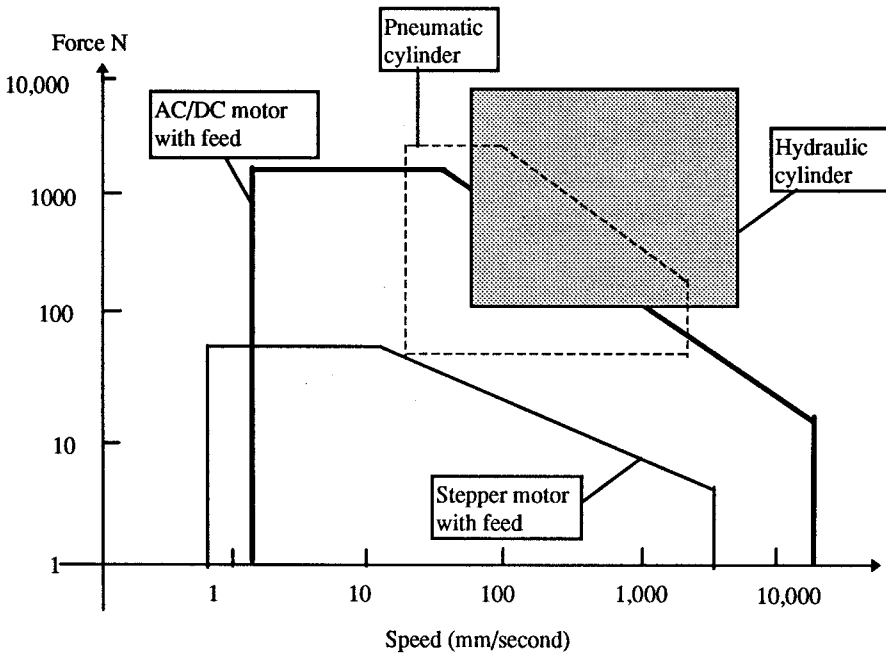 Force N
Pneumatic
cylinder
10,000
AC/DC motor
with feed
Hydraulic
cylinder
1000
100
10
Stepper motor
with feed
1
1
10
100
1,000
10,000
Speed (mm/second)